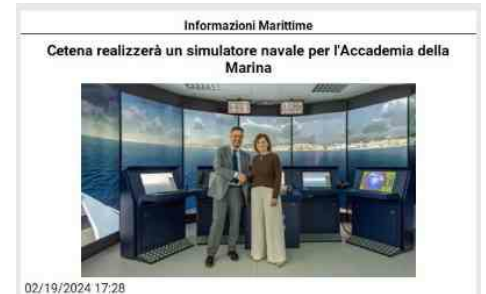 Informazioni Marittime
Cetena realizzerà un simulatore navale per l'Accademia della
Marina
02/19/2024 17:28